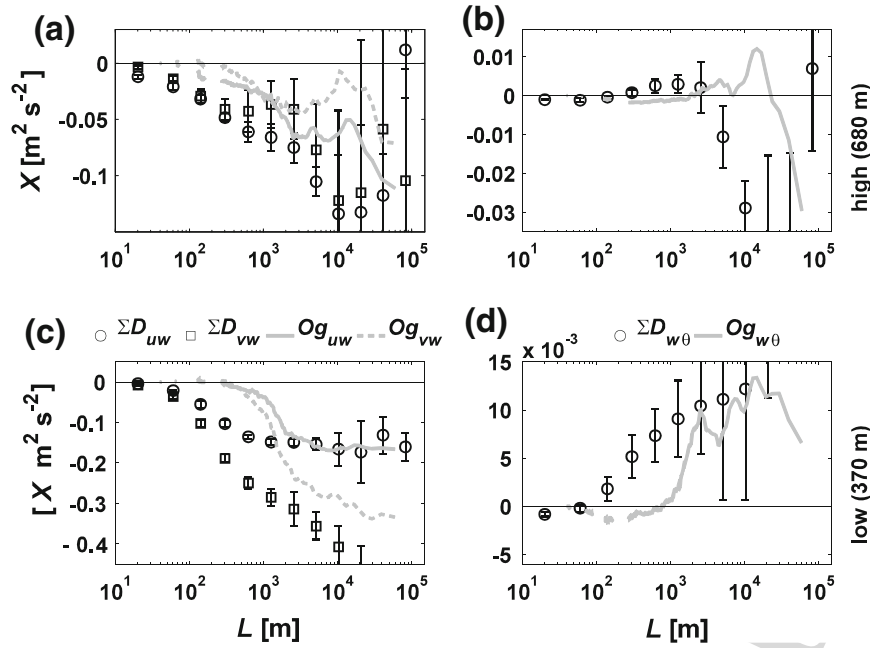 (a)
0
-0.05
-0.1
X [m² s⁻²]
10¹ 10² 10³ 10⁴ 10⁵
(b)
0.01
0
-0.01
-0.02
-0.03
10¹ 10² 10³ 10⁴ 10⁵
high (680 m)
(c)
○ ΣD_uw □ ΣD_vw Og_uw Og_vw
0
-0.1
-0.2
-0.3
- 0.4
[ X m² s⁻²]
10¹ 10² 10³ 10⁴ 10⁵
L [m]
(d)
○ ΣD_wθ Og_wθ
x 10⁻³
15
10
5
0
-5
10¹ 10² 10³ 10⁴ 10⁵
L [m]
low (370 m)